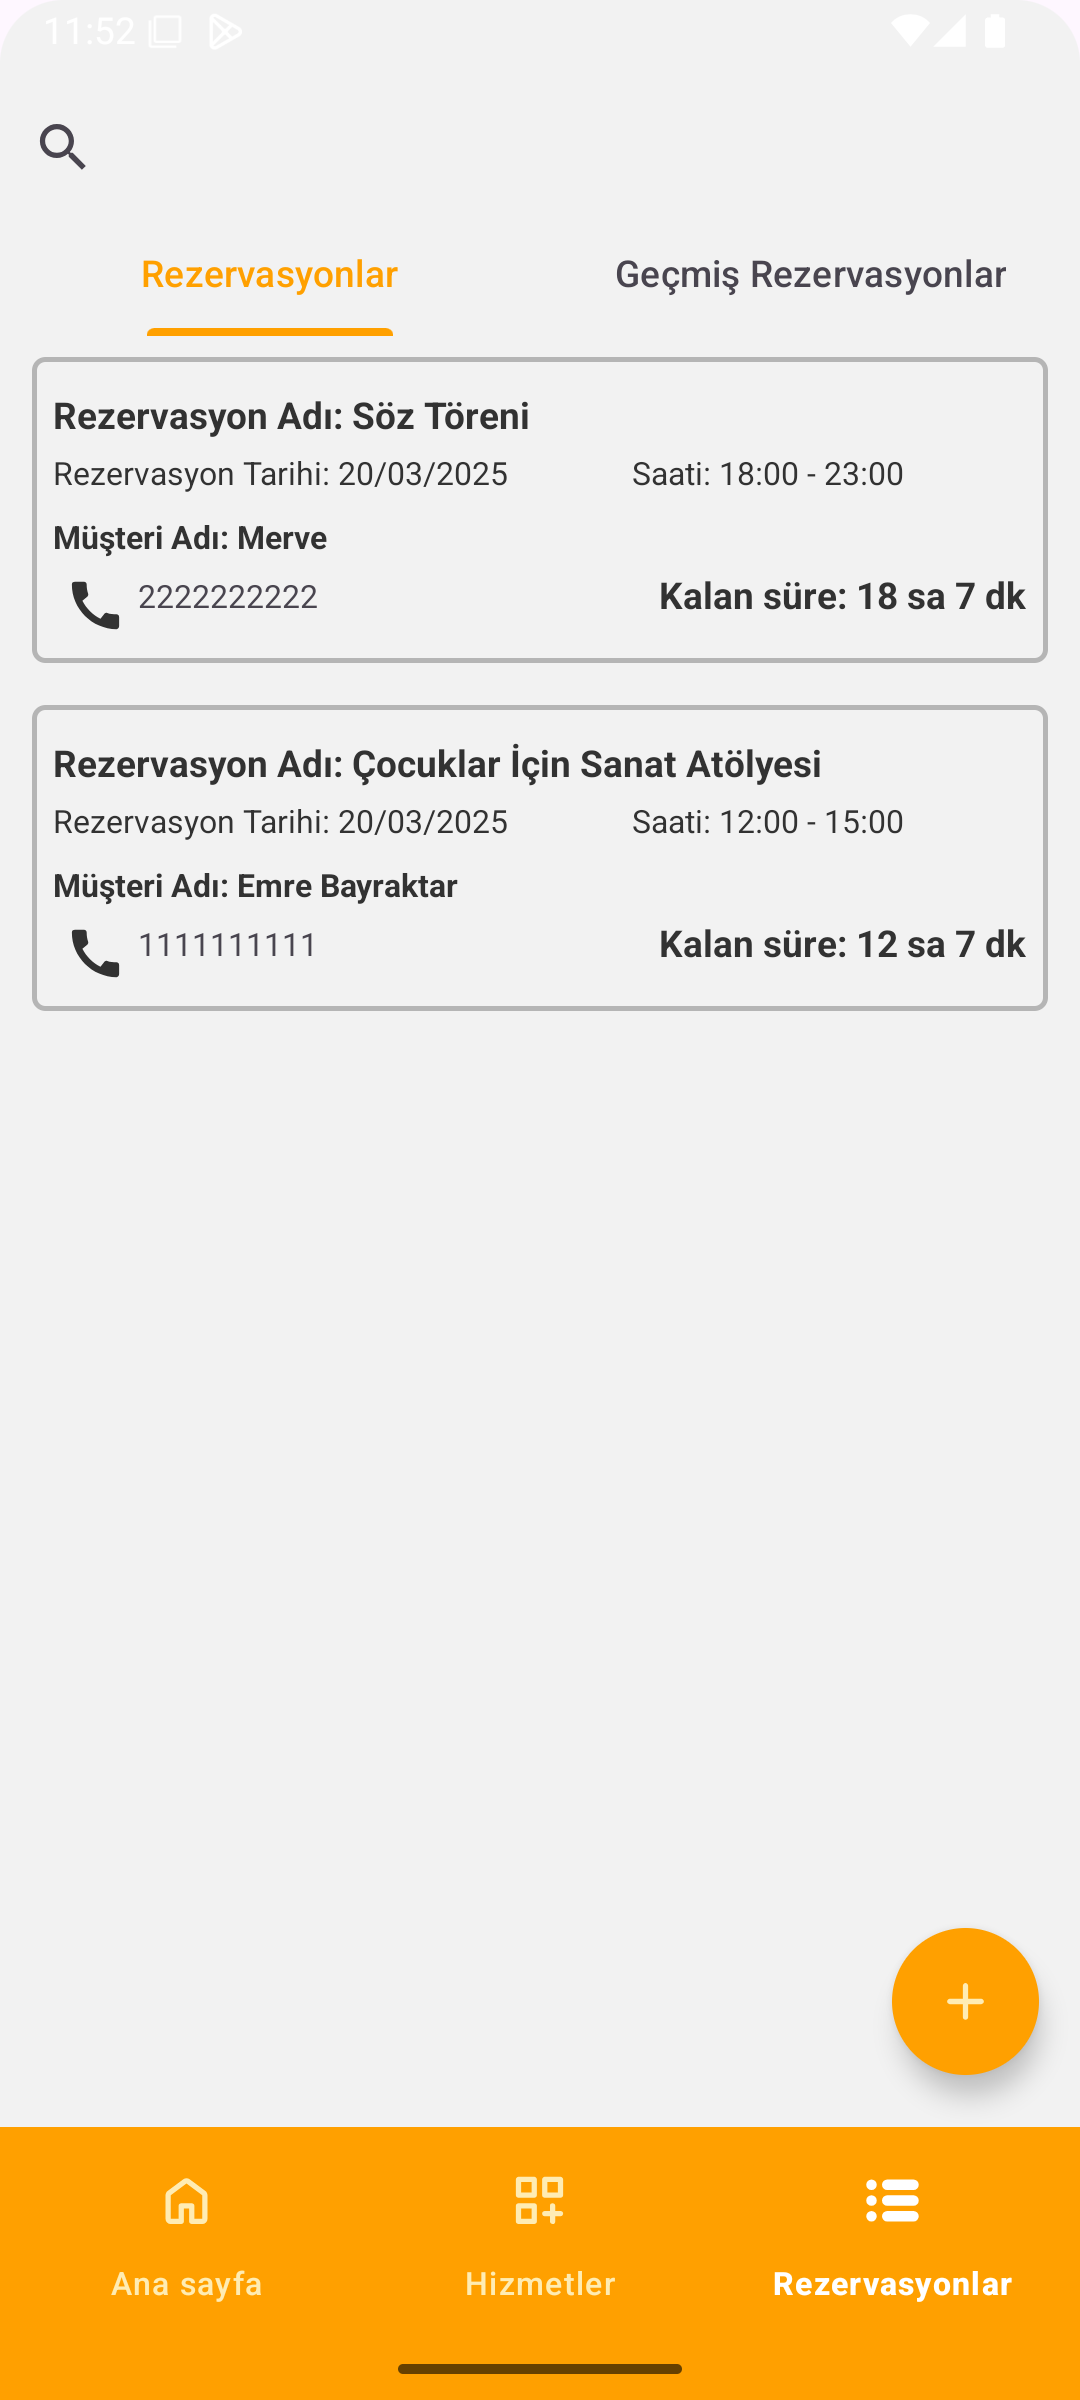 11:52
Rezervasyonlar
Geçmiş Rezervasyonlar
Rezervasyon Adı: Söz Töreni
Rezervasyon Tarihi: 20/03/2025
Saati: 18:00 - 23:00
Müşteri Adı: Merve
2222222222
Kalan süre: 18 sa 7 dk
Rezervasyon Adı: Çocuklar İçin Sanat Atölyesi
Rezervasyon Tarihi: 20/03/2025
Saati: 12:00 - 15:00
Müşteri Adı: Emre Bayraktar
1111111111
Kalan süre: 12 sa 7 dk
Ana sayfa
Hizmetler
Rezervasyonlar